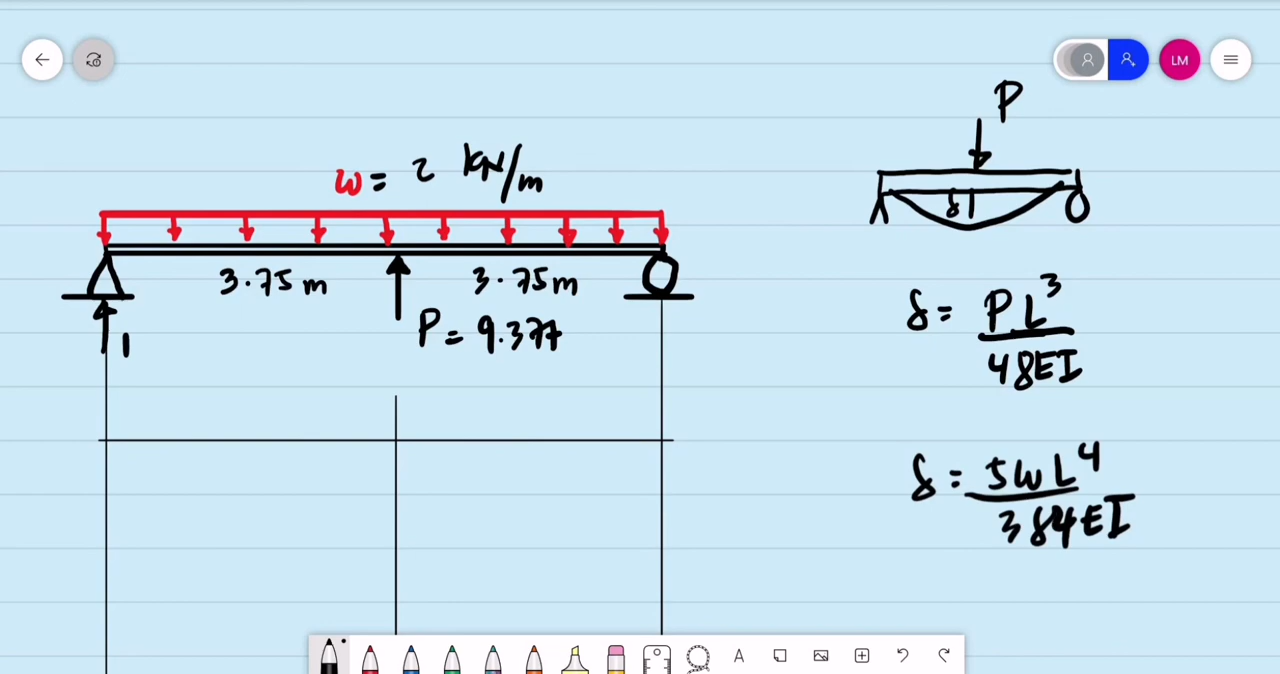 LM
P
w = 2 kN/m
3.75 m
3.75 m
P = 9.377
1
δ
δ = PL³
48EI
δ = 5wL⁴
384EI
A